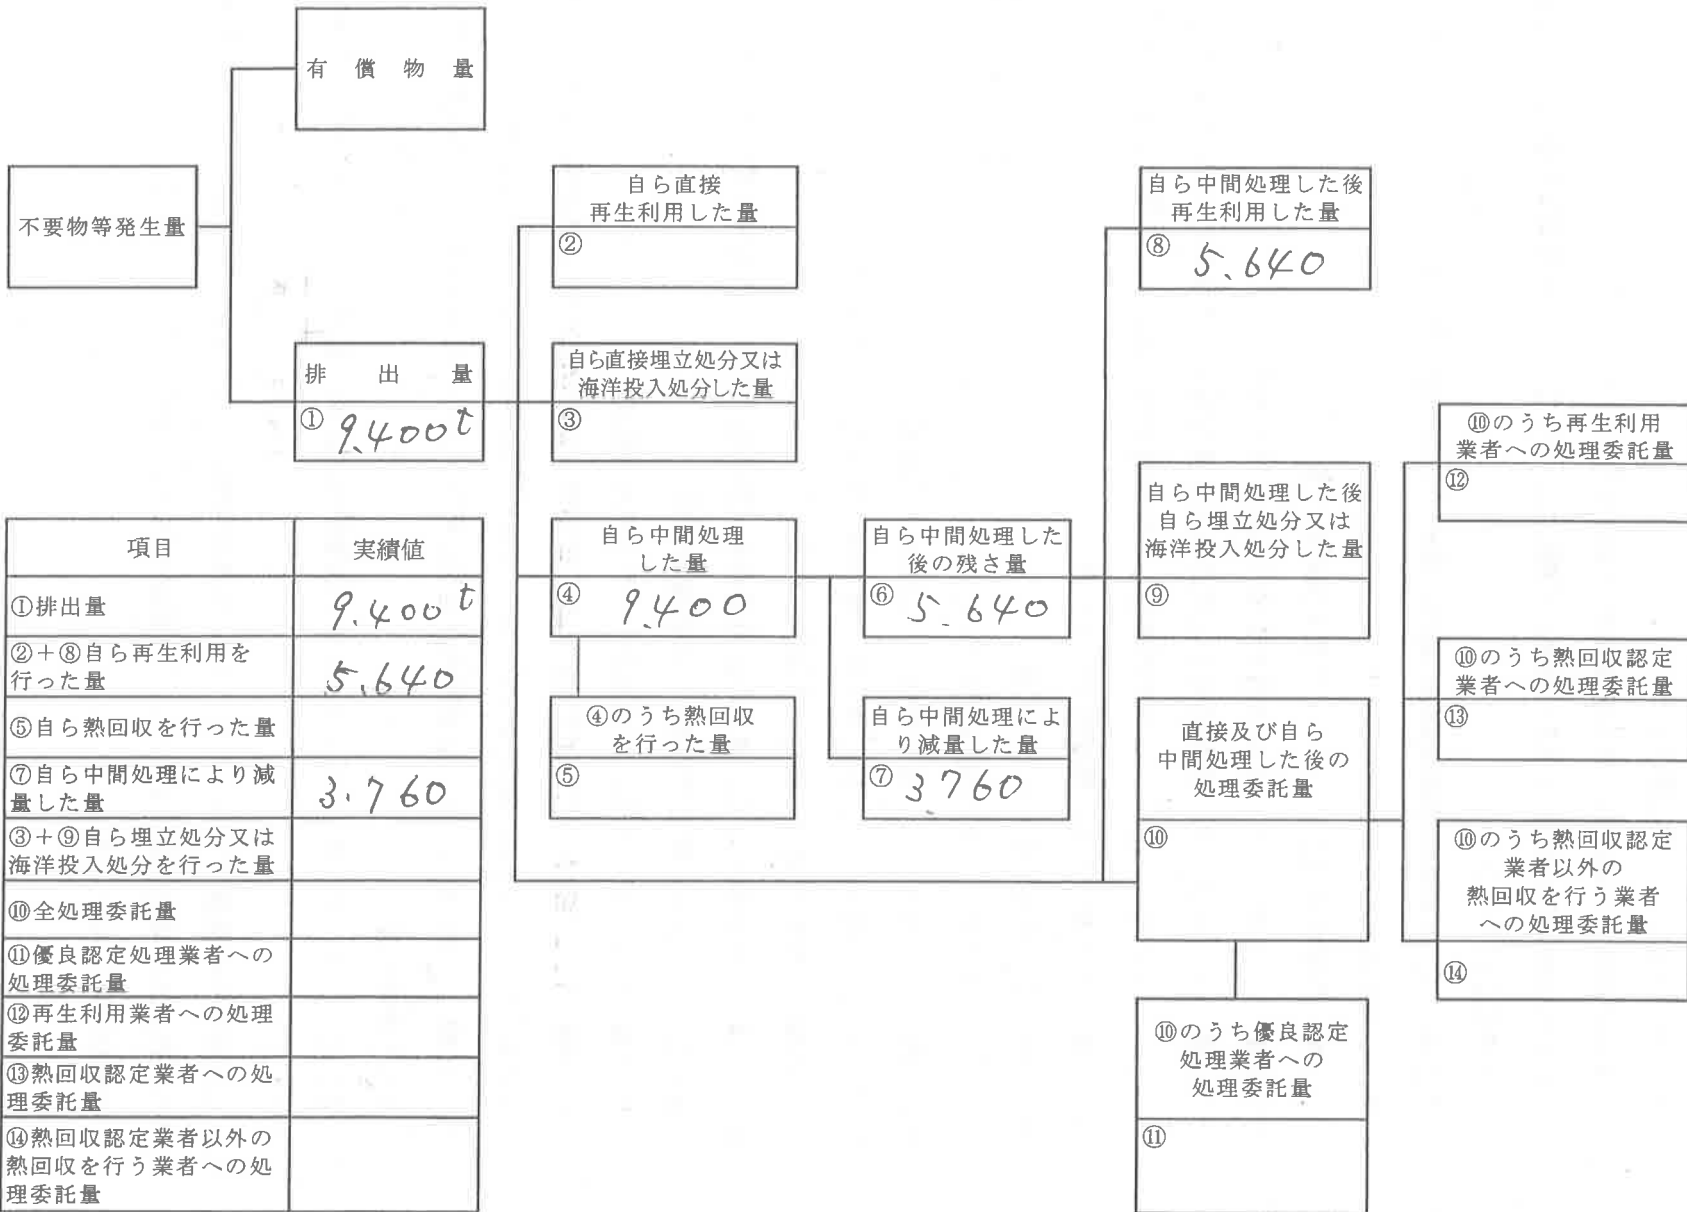 有償物量
不要物等発生量
排出量
① 9.400t
自ら直接
再生利用した量
②
自ら直接埋立処分又は
海洋投入処分した量
③
自ら中間処理
した量
④ 9.400
④のうち熱回収
を行った量
⑤
自ら中間処理した
後の残さ量
⑥ 5.640
自ら中間処理によ
り減量した量
⑦ 3.760
自ら中間処理した後
再生利用した量
⑧ 5.640
自ら中間処理した後
自ら埋立処分又は
海洋投入処分した量
⑨
直接及び自ら
中間処理した後の
処理委託量
⑩
⑩のうち優良認定
処理業者への
処理委託量
⑪
⑩のうち再生利用
業者への処理委託量
⑫
⑩のうち熱回収認定
業者への処理委託量
⑬
⑩のうち熱回収認定
業者以外の
熱回収を行う業者
への処理委託量
⑭
項目 実績値
①排出量 9.400t
②+⑧自ら再生利用を
行った量 5.640
⑤自ら熱回収を行った量
⑦自ら中間処理により減
量した量 3.760
③+⑨自ら埋立処分又は
海洋投入処分を行った量
⑩全処理委託量
⑪優良認定処理業者への
処理委託量
⑫再生利用業者への処理
委託量
⑬熱回収認定業者への処
理委託量
⑭熱回収認定業者以外の
熱回収を行う業者への処
理委託量